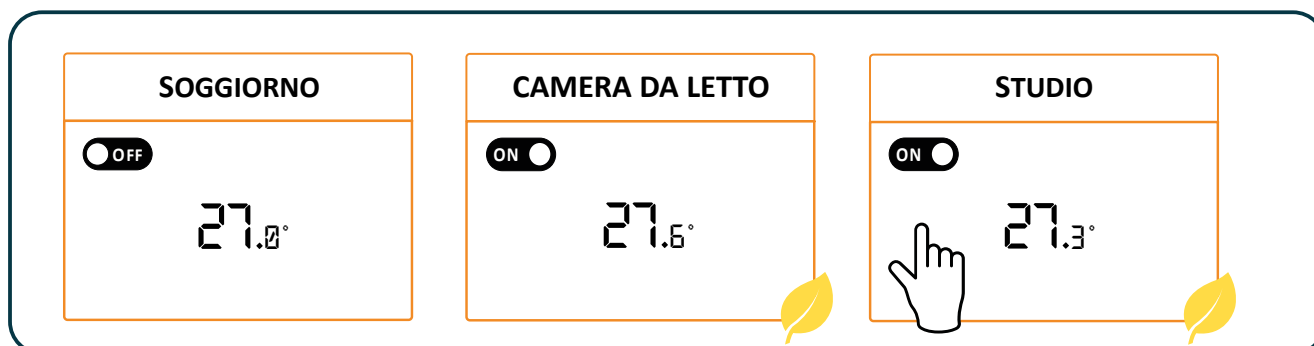 SOGGIORNO
OFF
27.0°
CAMERA DA LETTO
ON
27.6°
STUDIO
ON
27.3°